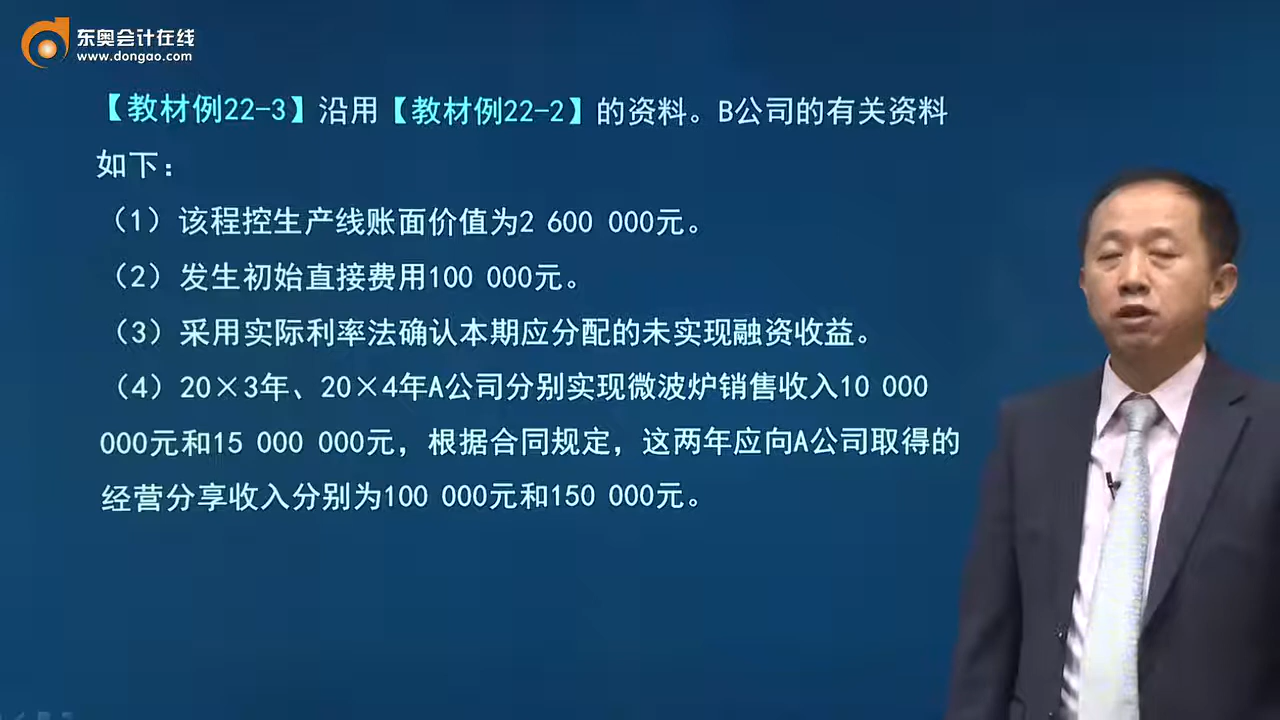 东奥会计在线
www.dongao.com
【教材例22-3】沿用【教材例22-2】的资料。B公司的有关资料
如下：
（1）该程控生产线账面价值为2 600 000元。
（2）发生初始直接费用100 000元。
（3）采用实际利率法确认本期应分配的未实现融资收益。
（4）20×3年、20×4年A公司分别实现微波炉销售收入10 000
000元和15 000 000元，根据合同规定，这两年应向A公司取得的
经营分享收入分别为100 000元和150 000元。